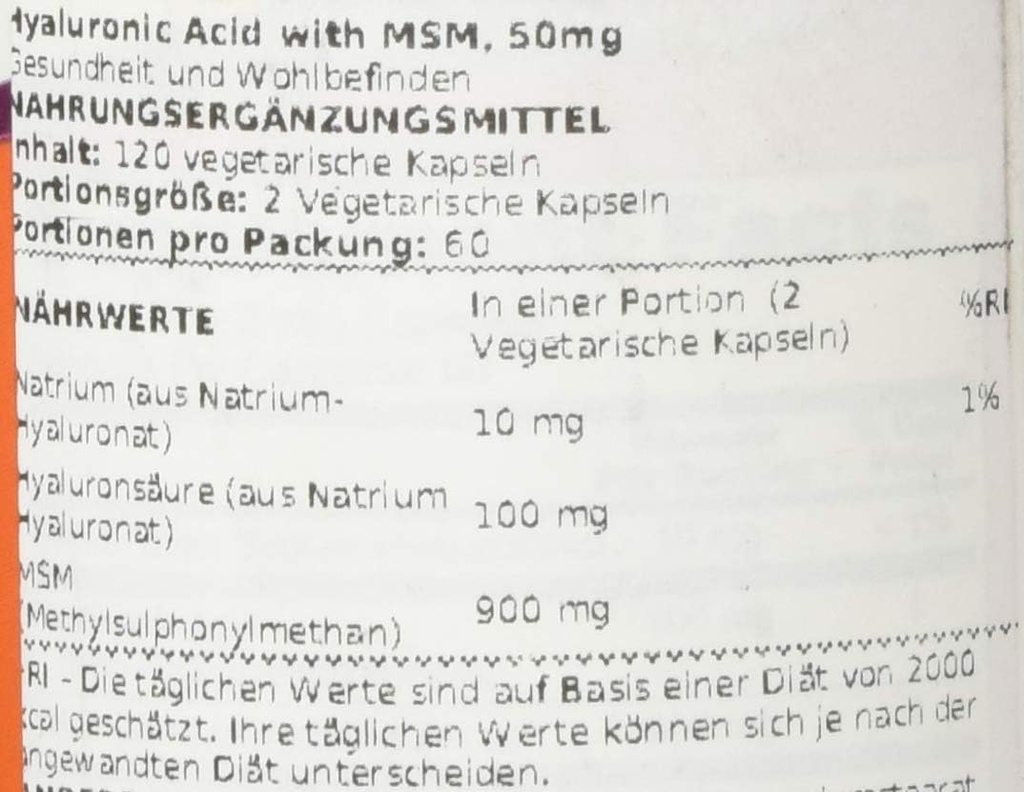 Hyaluronic Acid with MSM, 50mg
Gesundheit und Wohlbefinden
NAHRUNGSERGÄNZUNGSMITTEL
Inhalt: 120 vegetarische Kapseln
Portionsgröße: 2 Vegetarische Kapseln
Portionen pro Packung: 60
NÄHRWERTE In einer Portion (2 Vegetarische Kapseln) %RI
Natrium (aus Natrium-
Hyaluronat) 10 mg 1%
Hyaluronsäure (aus Natrium
Hyaluronat) 100 mg
MSM
(Methylsulphonylmethan) 900 mg
RI - Die täglichen Werte sind auf Basis einer Diät von 2000
kcal geschätzt. Ihre täglichen Werte können sich je nach der
angewandten Diät unterscheiden.